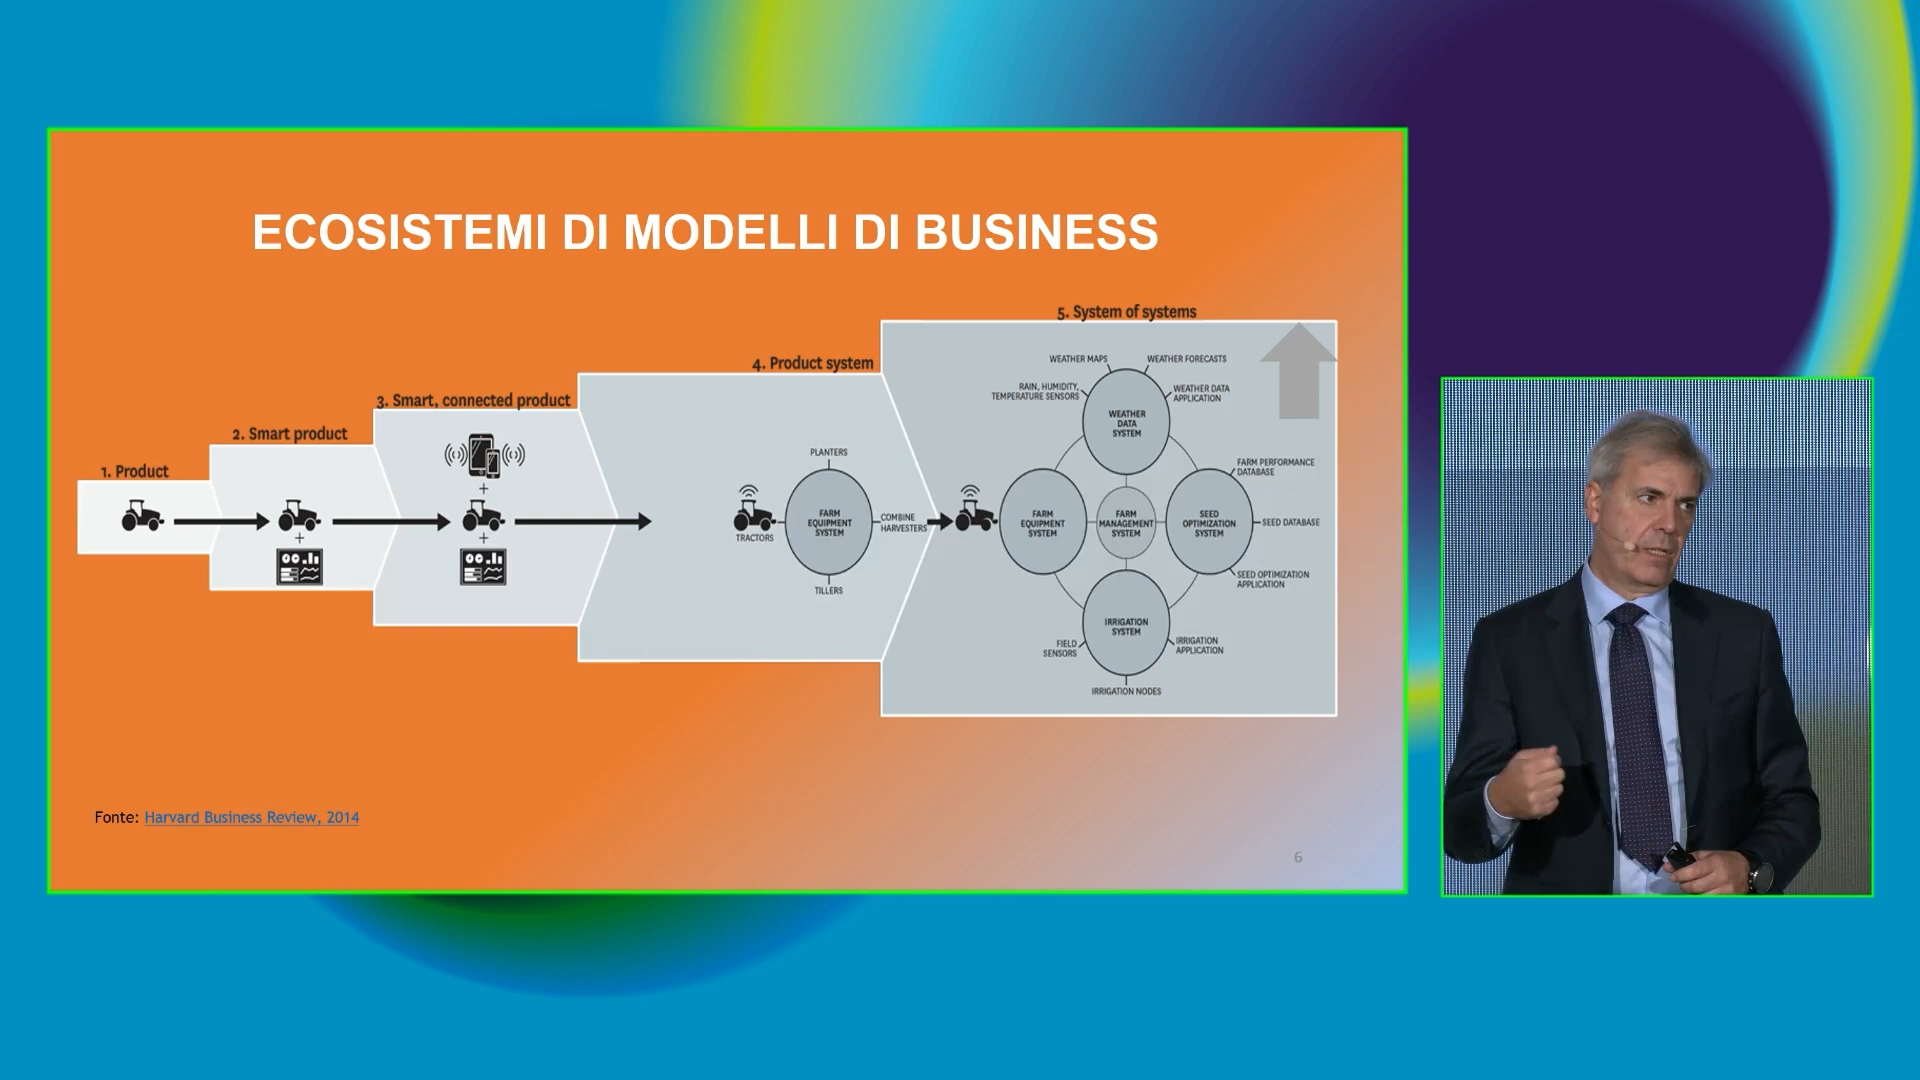 ECOSISTEMI DI MODELLI DI BUSINESS
1. Product
2. Smart product
3. Smart, connected product
4. Product system
PLANTERS
TRACTORS
FARM
EQUIPMENT
SYSTEM
COMBINE
HARVESTERS
TILLERS
5. System of systems
WEATHER MAPS
WEATHER FORECASTS
RAIN, HUMIDITY,
TEMPERATURE SENSORS
WEATHER DATA
APPLICATION
WEATHER
DATA
SYSTEM
FARM
EQUIPMENT
SYSTEM
FARM
MANAGEMENT
SYSTEM
SEED
OPTIMIZATION
SYSTEM
FARM PERFORMANCE
DATABASE
SEED DATABASE
SEED OPTIMIZATION
APPLICATION
IRRIGATION
SYSTEM
FIELD
SENSORS
IRRIGATION
APPLICATION
IRRIGATION NODES
Fonte: Harvard Business Review, 2014
6